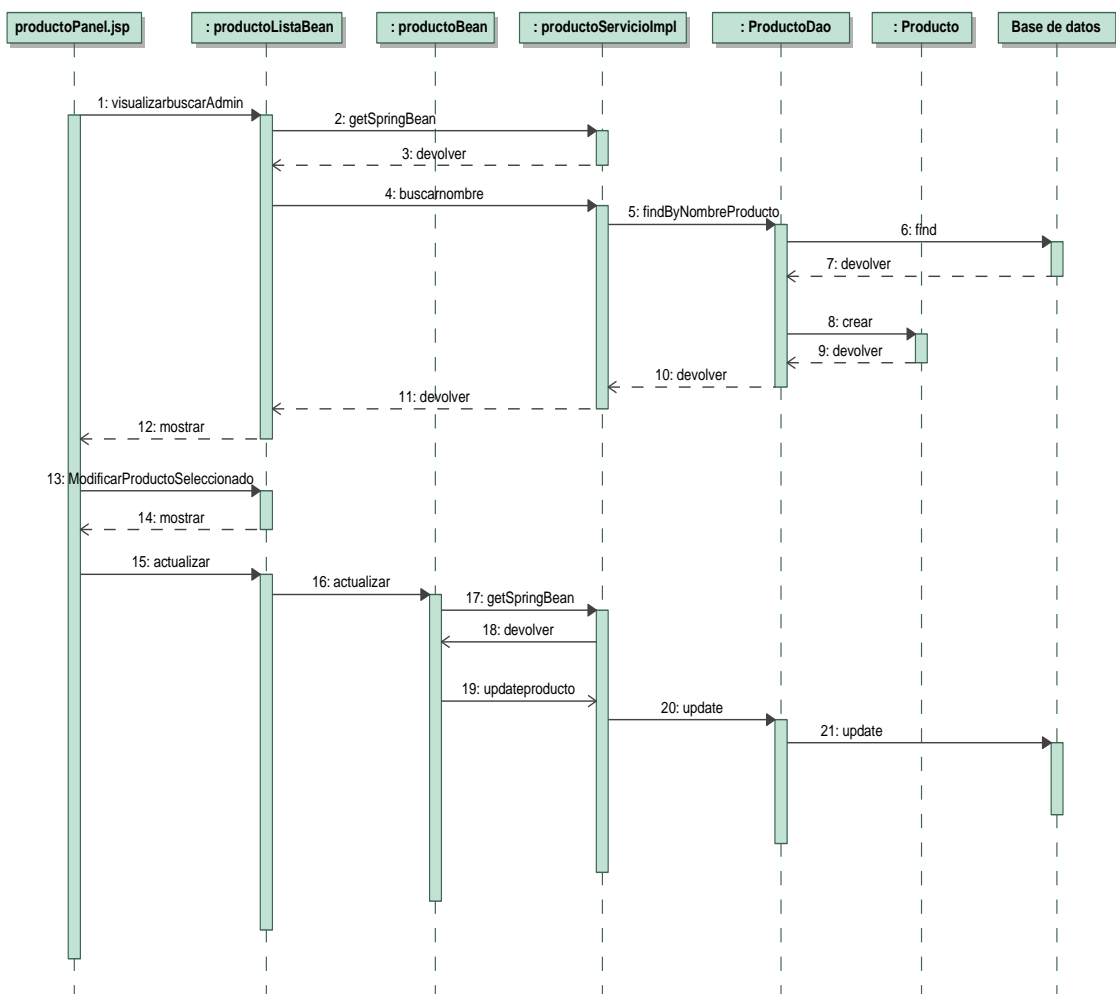 productoPanel.jsp
: productoListaBean
: productoBean
: productoServicioImpl
: ProductoDao
: Producto
Base de datos
1: visualizarbuscarAdmin
2: getSpringBean
3: devolver
4: buscarnombre
5: findByNombreProducto
6: find
7: devolver
8: crear
9: devolver
10: devolver
11: devolver
12: mostrar
13: ModificarProductoSeleccionado
14: mostrar
15: actualizar
16: actualizar
17: getSpringBean
18: devolver
19: updateproducto
20: update
21: update